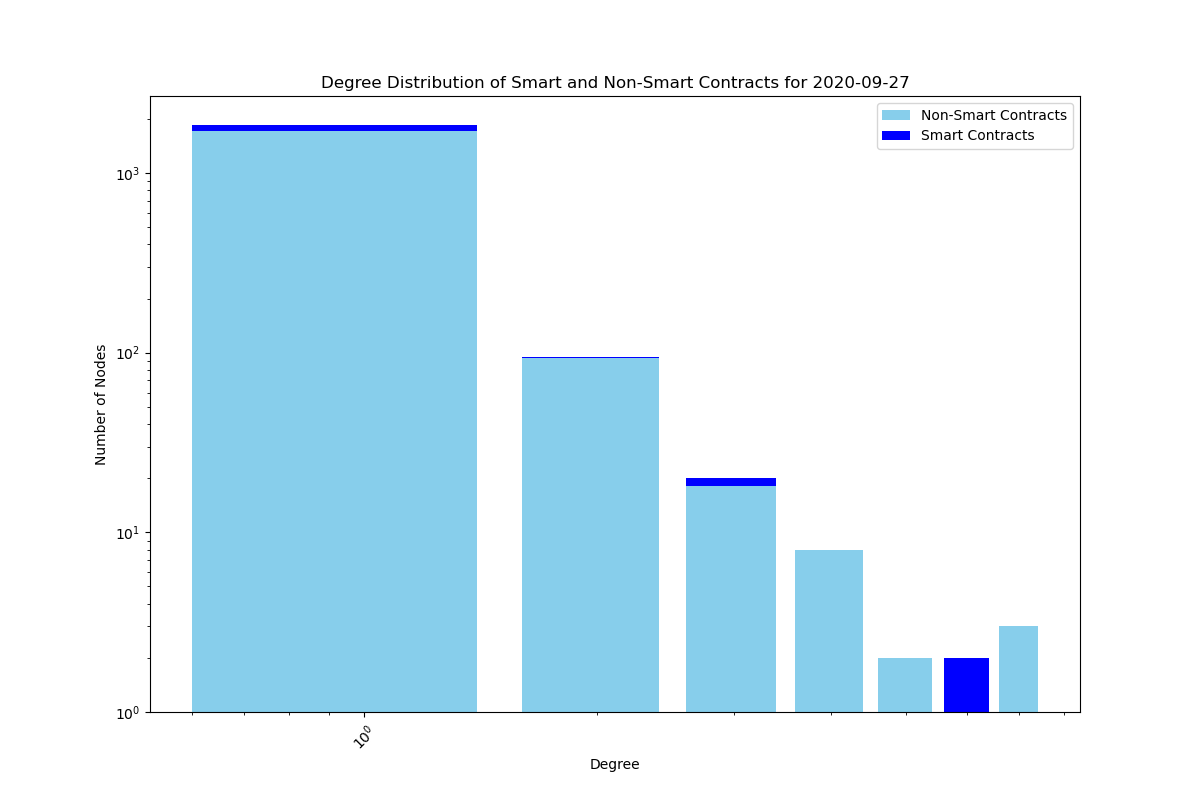 Degree Distribution of Smart and Non-Smart Contracts for 2020-09-27
Non-Smart Contracts
Smart Contracts
Number of Nodes
10³
10²
10¹
10⁰
10⁰
Degree